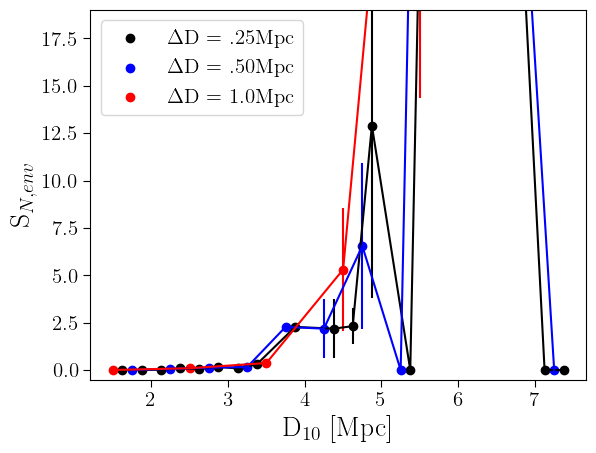 ΔD = .25Mpc
ΔD = .50Mpc
ΔD = 1.0Mpc
17.5
15.0
12.5
10.0
7.5
5.0
2.5
0.0
S_{N,env}
2 3 4 5 6 7
D_{10} [Mpc]